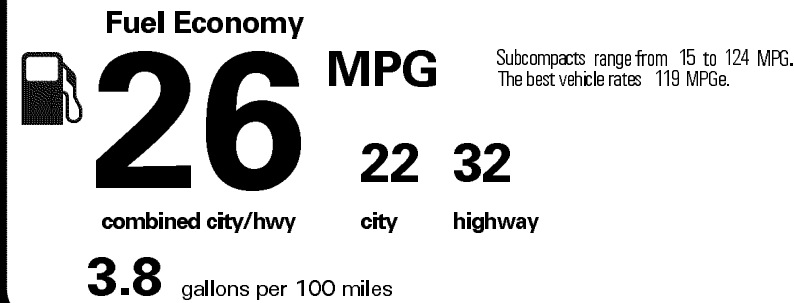 Fuel Economy
26 MPG
Subcompacts range from 15 to 124 MPG.
The best vehicle rates 119 MPGe.
22 32
combined city/hwy city highway
3.8 gallons per 100 miles